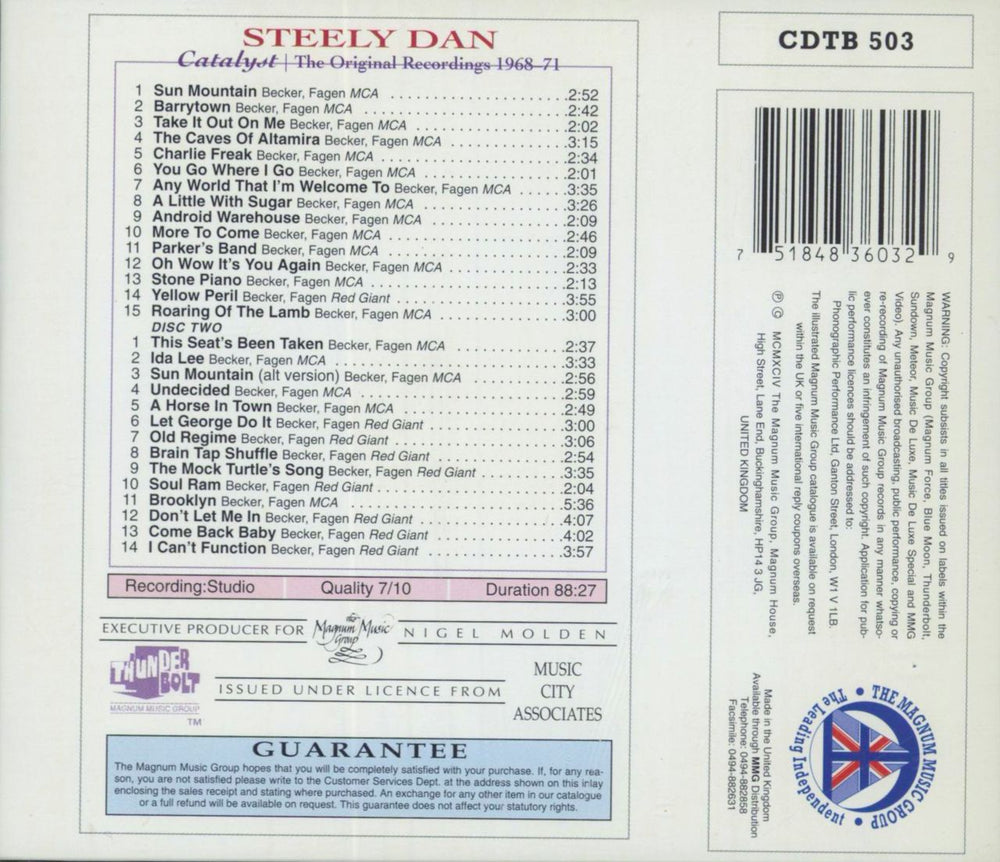 STEELY DAN
Catalyst | The Original Recordings 1968-71
1 Sun Mountain Becker, Fagen MCA ........................2:52
2 Barrytown Becker, Fagen MCA ........................2:42
3 Take It Out On Me Becker, Fagen MCA ........................2:02
4 The Caves Of Altamira Becker, Fagen MCA ........................3:15
5 Charlie Freak Becker, Fagen MCA ........................2:34
6 You Go Where I Go Becker, Fagen MCA ........................2:01
7 Any World That I'm Welcome To Becker, Fagen MCA .......3:35
8 A Little With Sugar Becker, Fagen MCA ........................3:26
9 Android Warehouse Becker, Fagen MCA ........................2:09
10 More To Come Becker, Fagen MCA ........................2:46
11 Parker's Band Becker, Fagen MCA ........................2:09
12 Oh Wow It's You Again Becker, Fagen MCA ................2:33
13 Stone Piano Becker, Fagen MCA ........................2:13
14 Yellow Peril Becker, Fagen Red Giant ........................3:55
15 Roaring Of The Lamb Becker, Fagen MCA ................3:00
DISC TWO
1 This Seat's Been Taken Becker, Fagen MCA ................2:37
2 Ida Lee Becker, Fagen MCA ........................3:33
3 Sun Mountain (alt version) Becker, Fagen MCA .............2:56
4 Undecided Becker, Fagen MCA ........................2:59
5 A Horse In Town Becker, Fagen MCA ........................2:49
6 Let George Do It Becker, Fagen Red Giant ................3:00
7 Old Regime Becker, Fagen Red Giant ........................3:06
8 Brain Tap Shuffle Becker, Fagen Red Giant ................2:54
9 The Mock Turtle's Song Becker, Fagen Red Giant ...........3:35
10 Soul Ram Becker, Fagen Red Giant ........................2:04
11 Brooklyn Becker, Fagen MCA ........................5:36
12 Don't Let Me In Becker, Fagen Red Giant ................4:07
13 Come Back Baby Becker, Fagen Red Giant ................4:02
14 I Can't Function Becker, Fagen Red Giant ................3:57
Recording:Studio Quality 7/10 Duration 88:27
EXECUTIVE PRODUCER FOR the Magnum Music Group NIGEL MOLDEN
THUNDER BOLT
MAGNUM MUSIC GROUP
TM
ISSUED UNDER LICENCE FROM
MUSIC
CITY
ASSOCIATES
GUARANTEE
The Magnum Music Group hopes that you will be completely satisfied with your purchase. If, for any rea-
son, you are not satisfied please write to the Customer Services Dept. at the address shown on this inlay
enclosing the sales receipt and stating where purchased. An exchange for any other item in our catalogue
or a full refund will be available on request. This guarantee does not affect your statutory rights.
CDTB 503
7 51848 36032 9
WARNING: Copyright subsists in all titles issued on labels within the
Magnum Music Group (Magnum Force, Blue Moon, Thunderbolt,
Sundown, Meteor, Music De Luxe, Music De Luxe Special and MMG
Video). Any unauthorised broadcasting, public performance, copying or
re-recording of Magnum Music Group records in any manner whatso-
ever constitutes an infringement of such copyright. Application for pub-
lic performance licences should be addressed to:
Phonographic Performance Ltd, Ganton Street, London, W1 V 1LB.
The illustrated Magnum Music Group catalogue is available on request
within the UK or five international reply coupons overseas.
℗ © MCMXCIV The Magnum Music Group, Magnum House,
High Street, Lane End, Buckinghamshire, HP14 3 JG,
UNITED KINGDOM
Made in the United Kingdom
Available through MMG Distribution
Telephone: 0494-882858
Facsimile: 0494-882631
THE MAGNUM MUSIC GROUP
The Leading Independent